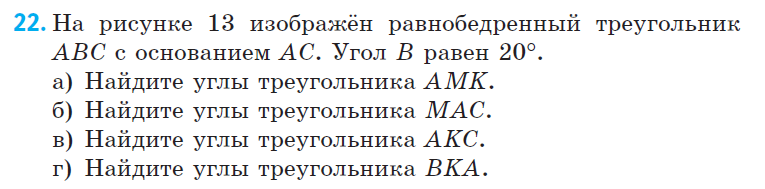 22. На рисунке 13 изображён равнобедренный треугольник
ABC с основанием AC. Угол B равен 20°.
а) Найдите углы треугольника AMK.
б) Найдите углы треугольника MAC.
в) Найдите углы треугольника AKC.
г) Найдите углы треугольника BKA.